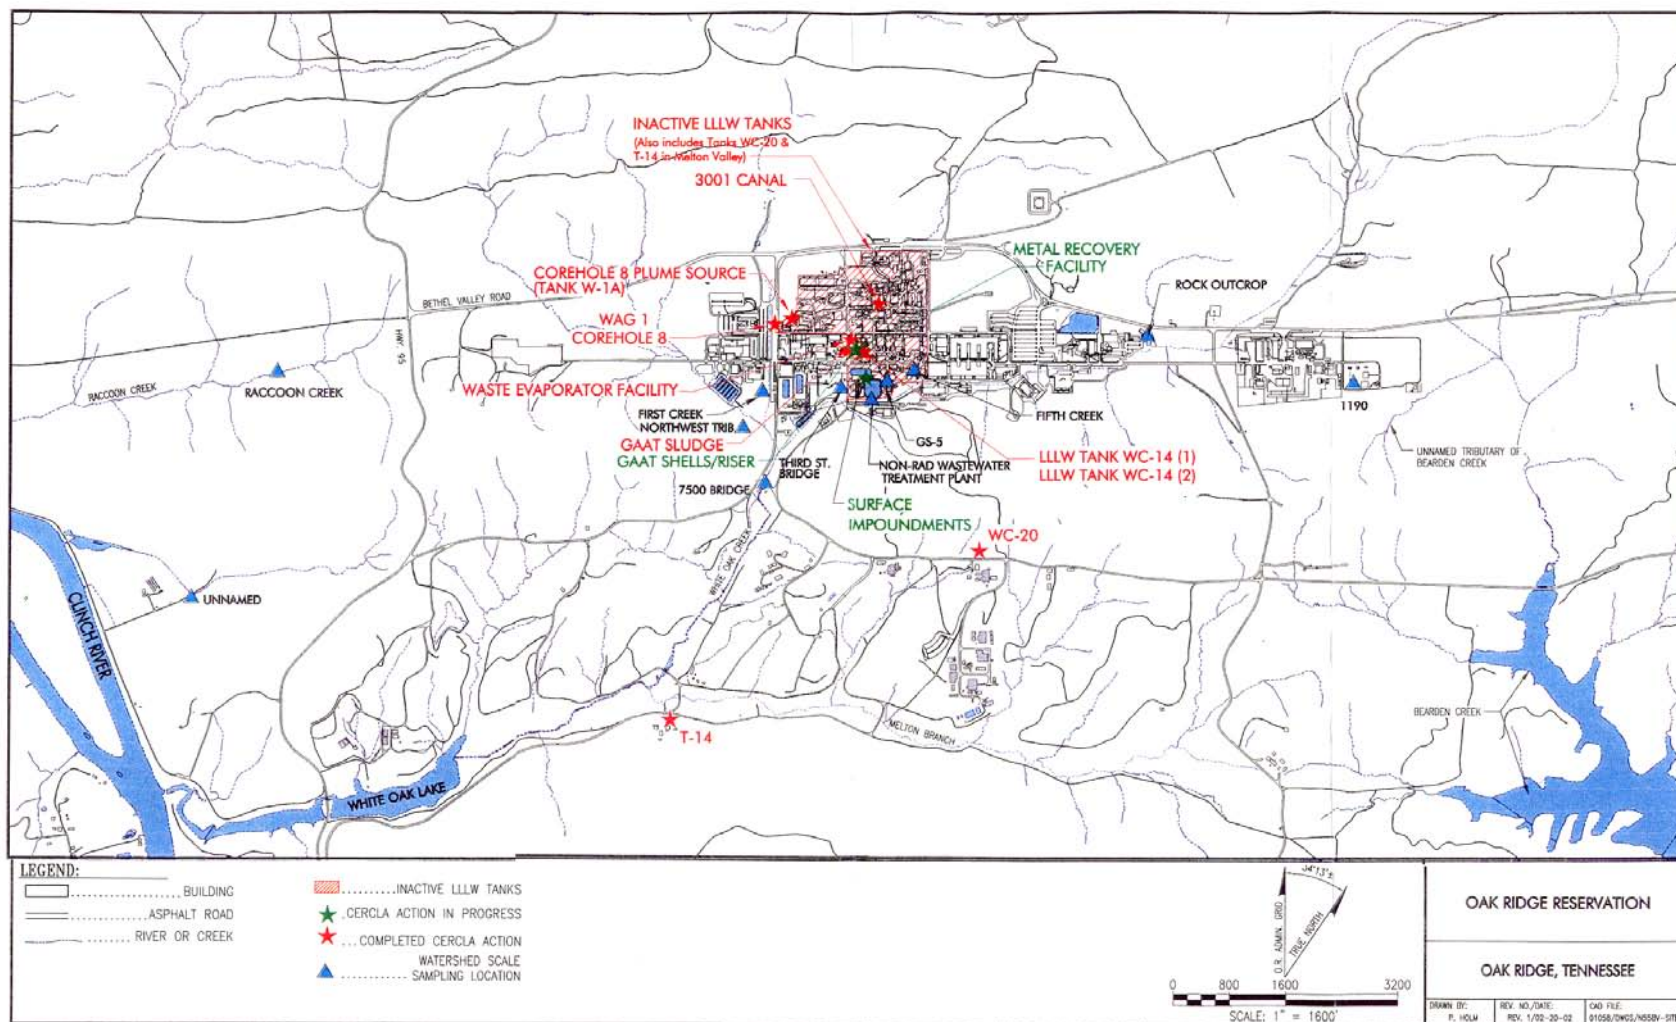 INACTIVE LLLW TANKS
(Also includes Tanks WC-20 &
T-14 in Melton Valley)
3001 CANAL
METAL RECOVERY
FACILITY
COREHOLE 8 PLUME SOURCE
(TANK W-1A)
ROCK OUTCROP
BETHEL VALLEY ROAD
WAG 1
COREHOLE 8
HWY 95
RACCOON CREEK
RACCOON CREEK
WASTE EVAPORATOR FACILITY
FIRST CREEK
NORTHWEST TRIB.
FIFTH CREEK
1190
GAAT SLUDGE
GAAT SHELLS/RISER
THIRD ST.
BRIDGE
GS-5
NON-RAD WASTEWATER
TREATMENT PLANT
LLLW TANK WC-14 (1)
LLLW TANK WC-14 (2)
UNNAMED TRIBUTARY OF
BEARDEN CREEK
7500 BRIDGE
SURFACE
IMPOUNDMENTS
WC-20
WHITE OAK CREEK
UNNAMED
CLINCH RIVER
BEARDEN CREEK
T-14
MELTON BRANCH
WHITE OAK LAKE
LEGEND:
BUILDING
ASPHALT ROAD
RIVER OR CREEK
INACTIVE LLLW TANKS
CERCLA ACTION IN PROGRESS
COMPLETED CERCLA ACTION
WATERSHED SCALE
SAMPLING LOCATION
34°13'±
O.R. ADMIN. GRID
TRUE NORTH
0 800 1600 3200
SCALE: 1" = 1600'
OAK RIDGE RESERVATION
OAK RIDGE, TENNESSEE
DRAWN BY:
P. HOLM
REV. NO./DATE:
REV. 1/02-20-02
CAD FILE: